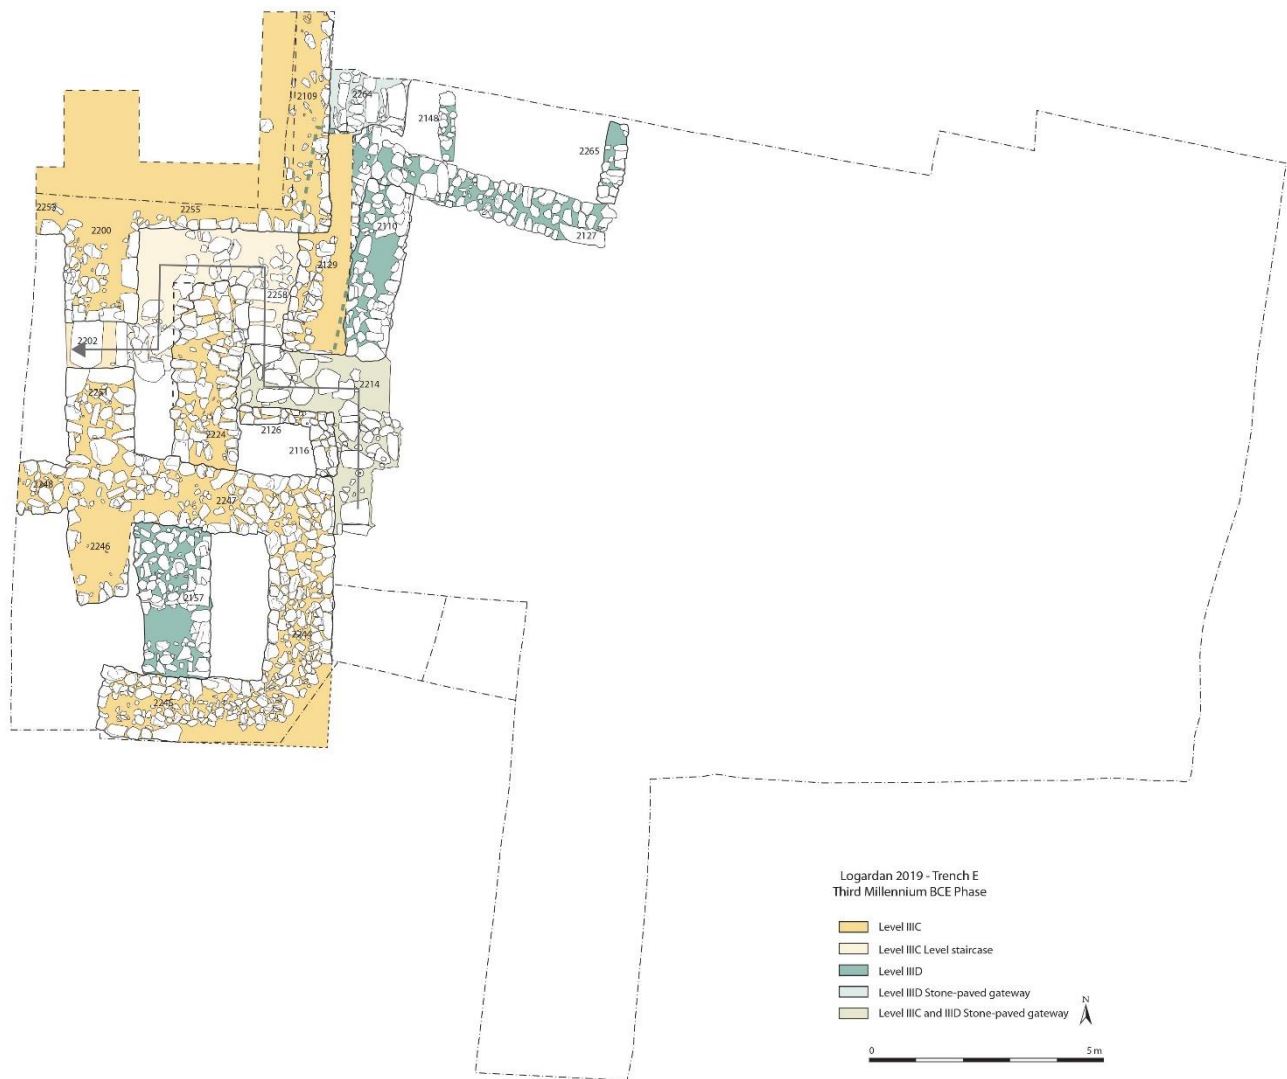 2109
2264
2148
2265
2253
2255
2200
2110
2127
2129
2258
2202
2214
2251
2126
2224
2116
2248
2247
2246
2157
2245
Logardan 2019 - Trench E
Third Millennium BCE Phase
Level IIIC
Level IIIC Level staircase
Level IIID
Level IIID Stone-paved gateway
Level IIIC and IIID Stone-paved gateway
N
0
5 m